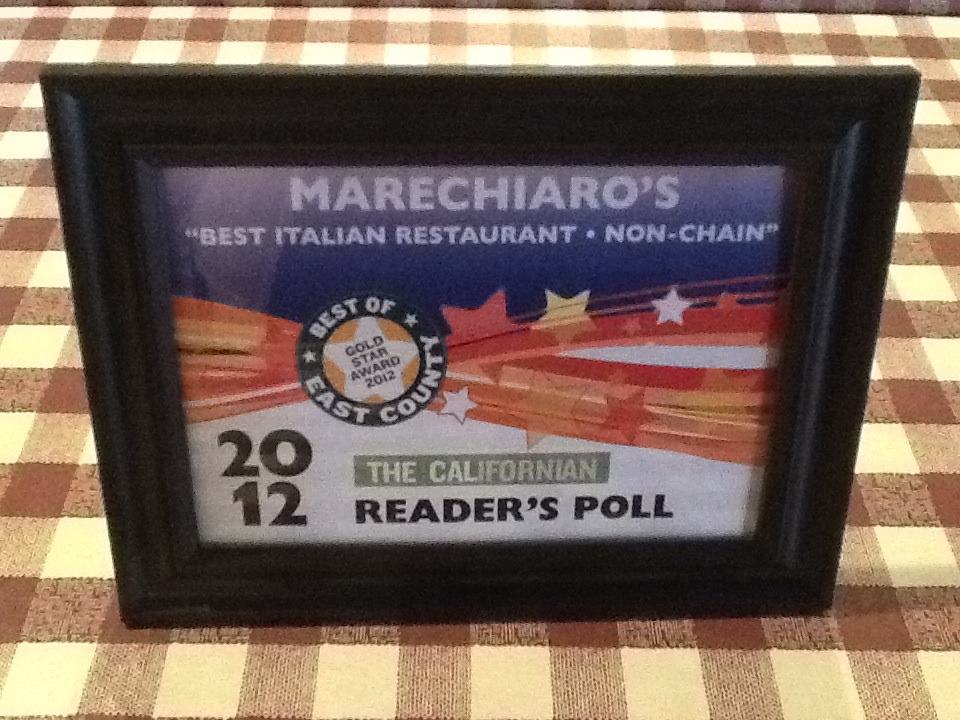 MARECHIARO'S
"BEST ITALIAN RESTAURANT • NON-CHAIN"
BEST OF
GOLD
STAR
AWARD
2012
EAST COUNTY
20
12
THE CALIFORNIAN
READER'S POLL